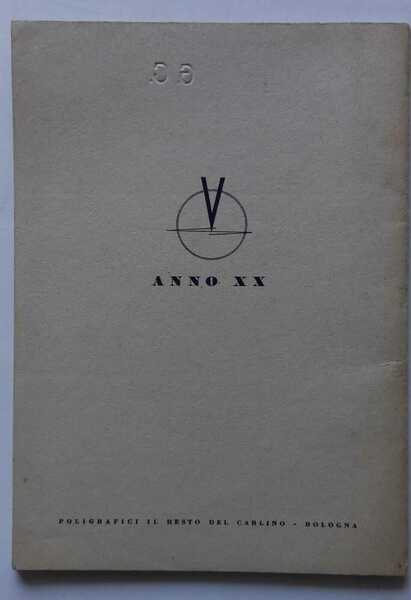 V
ANNO XX
POLIGRAFICI IL RESTO DEL CARLINO - BOLOGNA